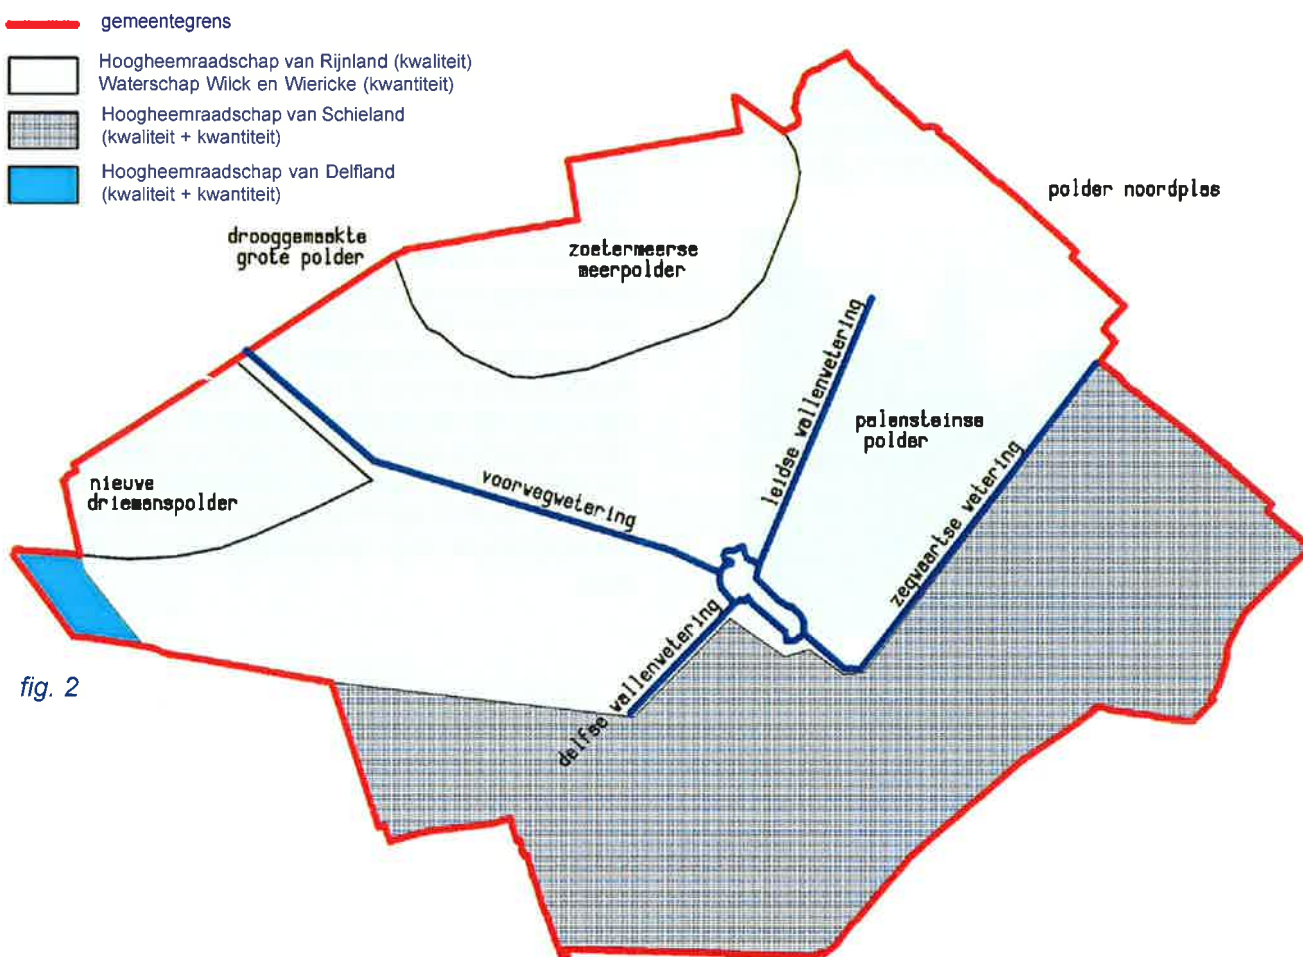 gemeentegrens
Hoogheemraadschap van Rijnland (kwaliteit)
Waterschap Wilck en Wiericke (kwantiteit)
Hoogheemraadschap van Schieland
(kwaliteit + kwantiteit)
Hoogheemraadschap van Delfland
(kwaliteit + kwantiteit)
polder noordplas
drooggemaakte
grote polder
zoetermeerse
meerpolder
leidse wallenwetering
palensteinse
polder
zegwaartse wetering
nieuwe
driemanspolder
voorwegwetering
delfse wallenwetering
fig. 2